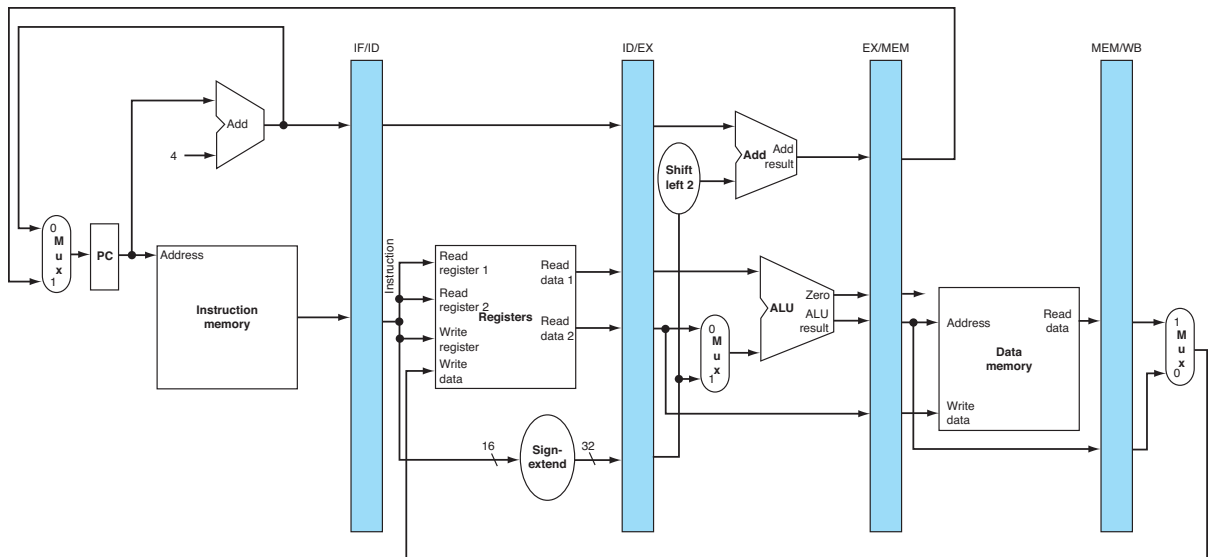 IF/ID
ID/EX
EX/MEM
MEM/WB
Add
4
Add
Add
result
Shift
left 2
0
M
u
x
1
PC
Address
Instruction
memory
Instruction
Read
register 1
Read
register 2
Write
register
Write
data
Registers
Read
data 1
Read
data 2
0
M
u
x
1
ALU
Zero
ALU
result
Address
Read
data
Data
memory
Write
data
1
M
u
x
0
16
Sign-
extend
32